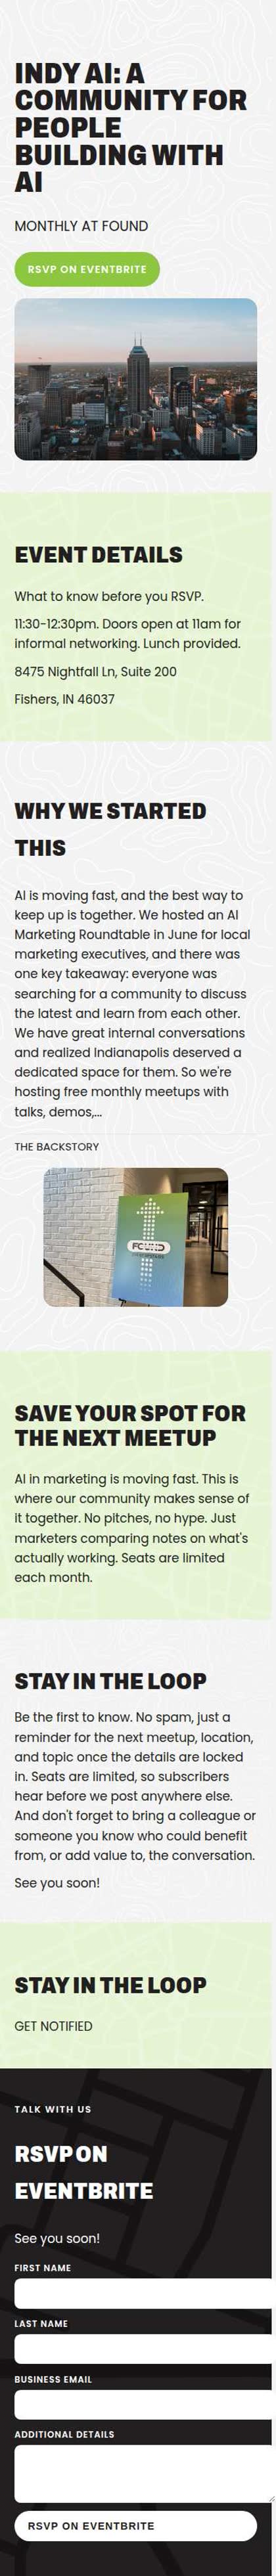 INDY AI: A
COMMUNITY FOR
PEOPLE
BUILDING WITH
AI
MONTHLY AT FOUND
RSVP ON EVENTBRITE
EVENT DETAILS
What to know before you RSVP.
11:30-12:30pm. Doors open at 11am for
informal networking. Lunch provided.
8475 Nightfall Ln, Suite 200
Fishers, IN 46037
WHY WE STARTED
THIS
AI is moving fast, and the best way to
keep up is together. We hosted an AI
Marketing Roundtable in June for local
marketing executives, and there was
one key takeaway: everyone was
searching for a community to discuss
the latest and learn from each other.
We have great internal conversations
and realized Indianapolis deserved a
dedicated space for them. So we're
hosting free monthly meetups with
talks, demos,...
THE BACKSTORY
FOUND
SAVE YOUR SPOT FOR
THE NEXT MEETUP
AI in marketing is moving fast. This is
where our community makes sense of
it together. No pitches, no hype. Just
marketers comparing notes on what's
actually working. Seats are limited
each month.
STAY IN THE LOOP
Be the first to know. No spam, just a
reminder for the next meetup, location,
and topic once the details are locked
in. Seats are limited, so subscribers
hear before we post anywhere else.
And don't forget to bring a colleague or
someone you know who could benefit
from, or add value to, the conversation.
See you soon!
STAY IN THE LOOP
GET NOTIFIED
TALK WITH US
RSVP ON
EVENTBRITE
See you soon!
FIRST NAME
LAST NAME
BUSINESS EMAIL
ADDITIONAL DETAILS
RSVP ON EVENTBRITE